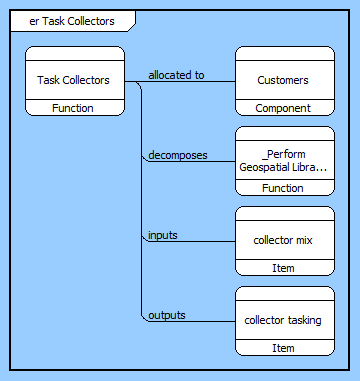 er Task Collectors
Task Collectors
Function
allocated to
Customers
Component
decomposes
_Perform
Geospatial Libra...
Function
inputs
collector mix
Item
outputs
collector tasking
Item